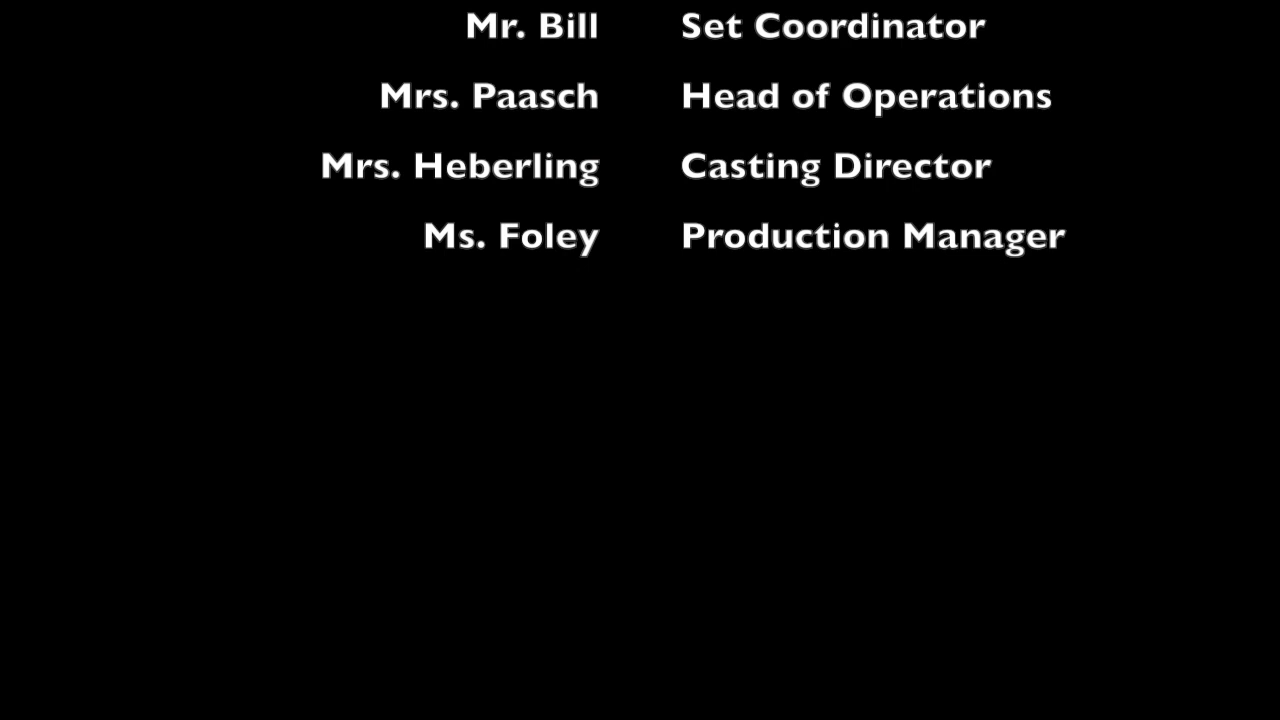 Mr. Bill Set Coordinator
Mrs. Paasch Head of Operations
Mrs. Heberling Casting Director
Ms. Foley Production Manager